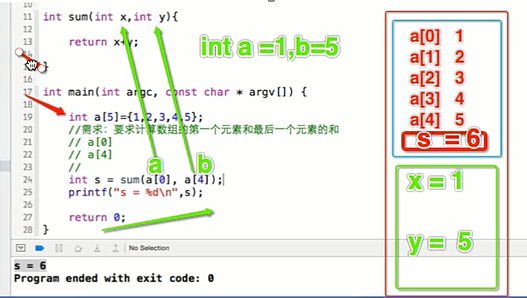 10
11 int sum(int x,int y){
12
13 return x+y;
15 }
16
17 int main(int argc, const char * argv[]) {
18
19 int a[5]={1,2,3,4,5};
20 //需求：要求计算数组的第一个元素和最后一个元素的和
21 // a[0]
22 // a[4]
23 //
24 int s = sum(a[0], a[4]);
25 printf("s = %d\n",s);
26
27 return 0;
28 }
int a =1,b=5
a b
a[0] 1
a[1] 2
a[2] 3
a[3] 4
a[4] 5
s = 6
x = 1
y = 5
No Selection
s = 6
Program ended with exit code: 0